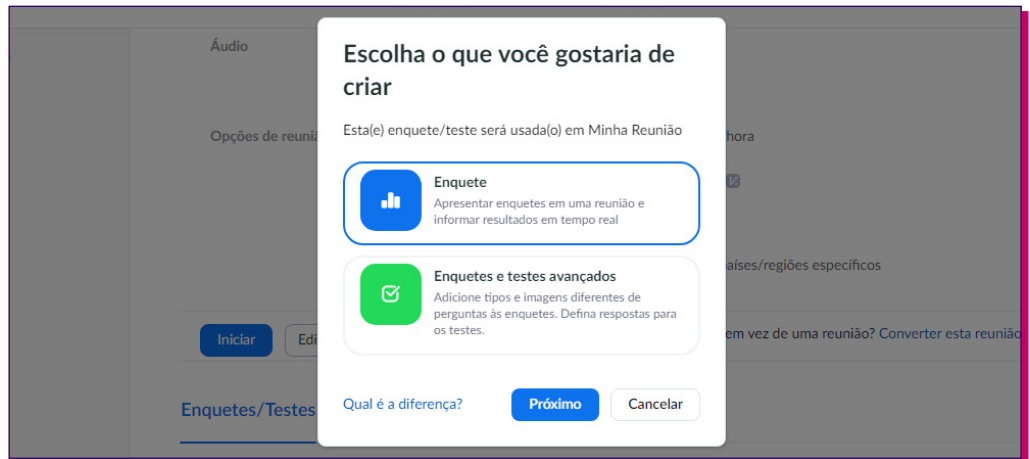 Áudio
Escolha o que você gostaria de
criar
Esta(e) enquete/teste será usada(o) em Minha Reunião
Opções de reuniã
hora
Enquete
Apresentar enquetes em uma reunião e
informar resultados em tempo real
Enquetes e testes avançados
Adicione tipos e imagens diferentes de
perguntas às enquetes. Defina respostas para
os testes.
aíses/regiões específicos
Iniciar
Edi
em vez de uma reunião? Converter esta reunião
Enquetes/Testes
Qual é a diferença?
Próximo
Cancelar